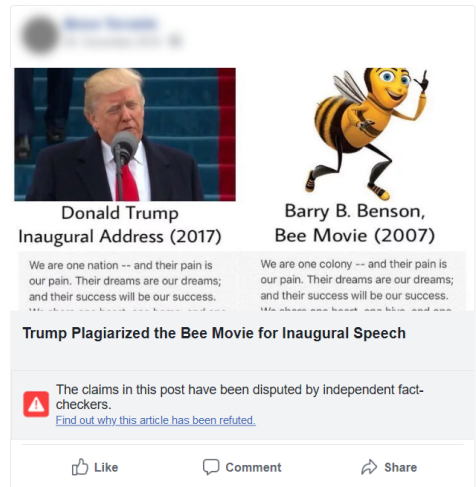 Donald Trump
Inaugural Address (2017)
We are one nation -- and their pain is
our pain. Their dreams are our dreams;
and their success will be our success.
Barry B. Benson,
Bee Movie (2007)
We are one colony -- and their pain is
our pain. Their dreams are our dreams;
and their success will be our success.
Trump Plagiarized the Bee Movie for Inaugural Speech
The claims in this post have been disputed by independent fact-
checkers.
Find out why this article has been refuted.
Like
Comment
Share